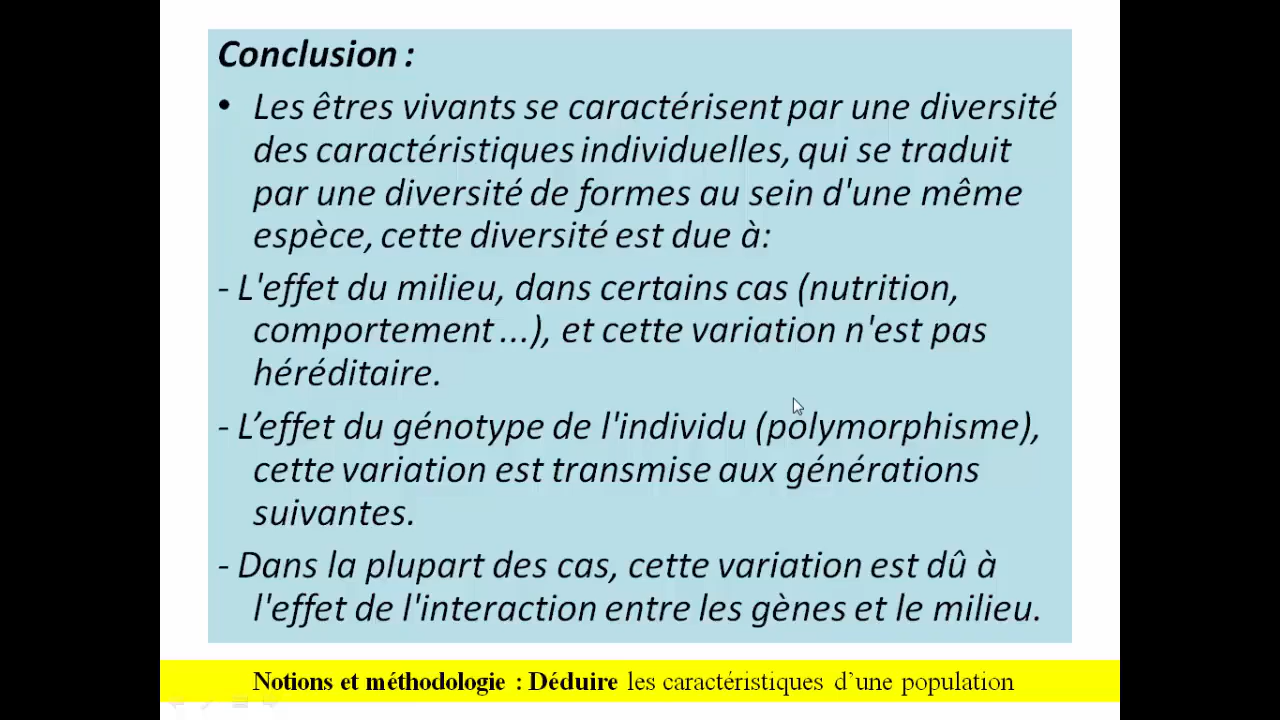 Conclusion :
• Les êtres vivants se caractérisent par une diversité
des caractéristiques individuelles, qui se traduit
par une diversité de formes au sein d'une même
espèce, cette diversité est due à:
- L'effet du milieu, dans certains cas (nutrition,
comportement ...), et cette variation n'est pas
héréditaire.
- L’effet du génotype de l'individu (polymorphisme),
cette variation est transmise aux générations
suivantes.
- Dans la plupart des cas, cette variation est dû à
l'effet de l'interaction entre les gènes et le milieu.
Notions et méthodologie : Déduire les caractéristiques d’une population